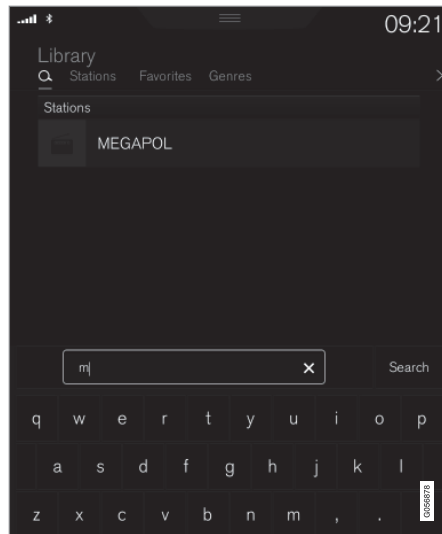 09:21
Library
Stations Favorites Genres
Stations
MEGAPOL
m
Search
q w e r t y u i o p
a s d f g h j k l
z x c v b n m , .
G056878